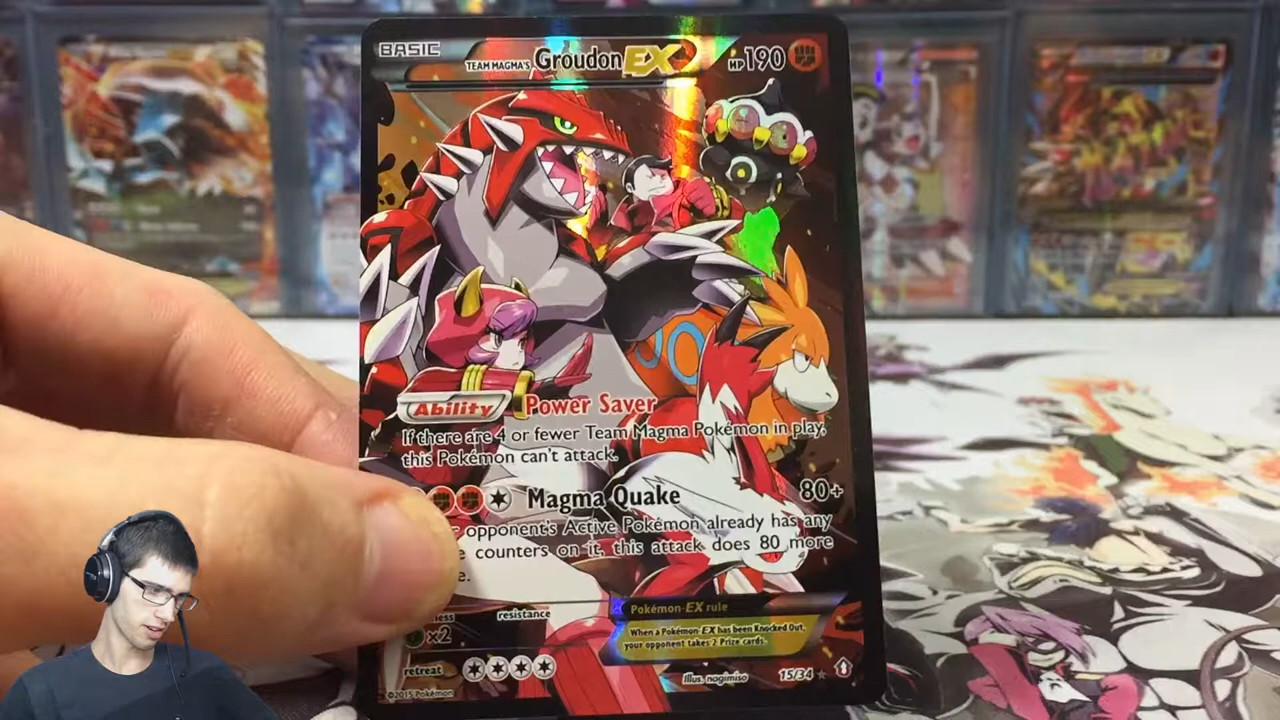 BASIC
TEAM MAGMA'S Groudon EX HP 190
Ability Power Saver
If there are 4 or fewer Team Magma Pokémon in play,
this Pokémon can't attack.
Magma Quake 80+
opponent's Active Pokémon already has any
counters on it, this attack does 80 more
resistance
×2
Pokémon-EX rule
When a Pokémon-EX has been Knocked Out,
your opponent takes 2 Prize cards.
retreat
©2015 Pokémon
Illus. nagimiso 15/34